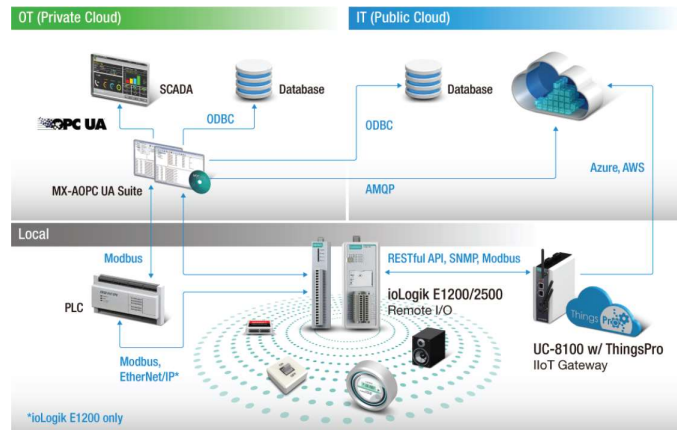 OT (Private Cloud)
IT (Public Cloud)
SCADA
Database
Database
OPC UA
ODBC
ODBC
MX-AOPC UA Suite
AMQP
Azure, AWS
Local
Modbus
RESTful API, SNMP, Modbus
PLC
ioLogik E1200/2500
Remote I/O
Things Pro
Modbus,
EtherNet/IP*
UC-8100 w/ ThingsPro
IIoT Gateway
*ioLogik E1200 only